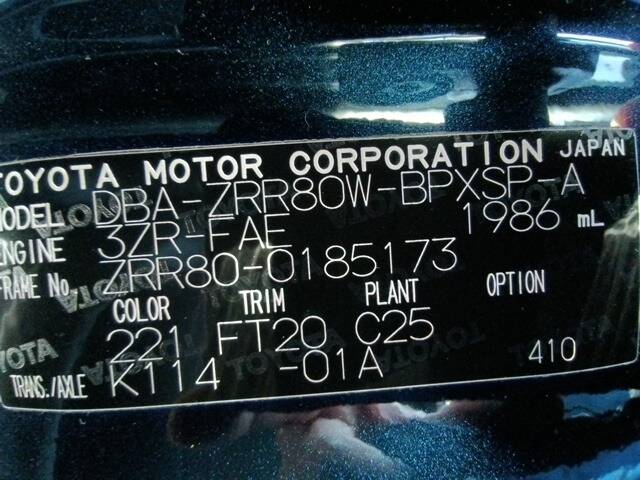 TOYOTA MOTOR CORPORATION JAPAN
MODEL DBA-ZRR80W-BPXSP-A
ENGINE 3ZR-FAE 1986 mL
FRAME No. ZRR80-0185173
COLOR TRIM PLANT OPTION
221 FT20 C25
TRANS./AXLE K114 -01A 410